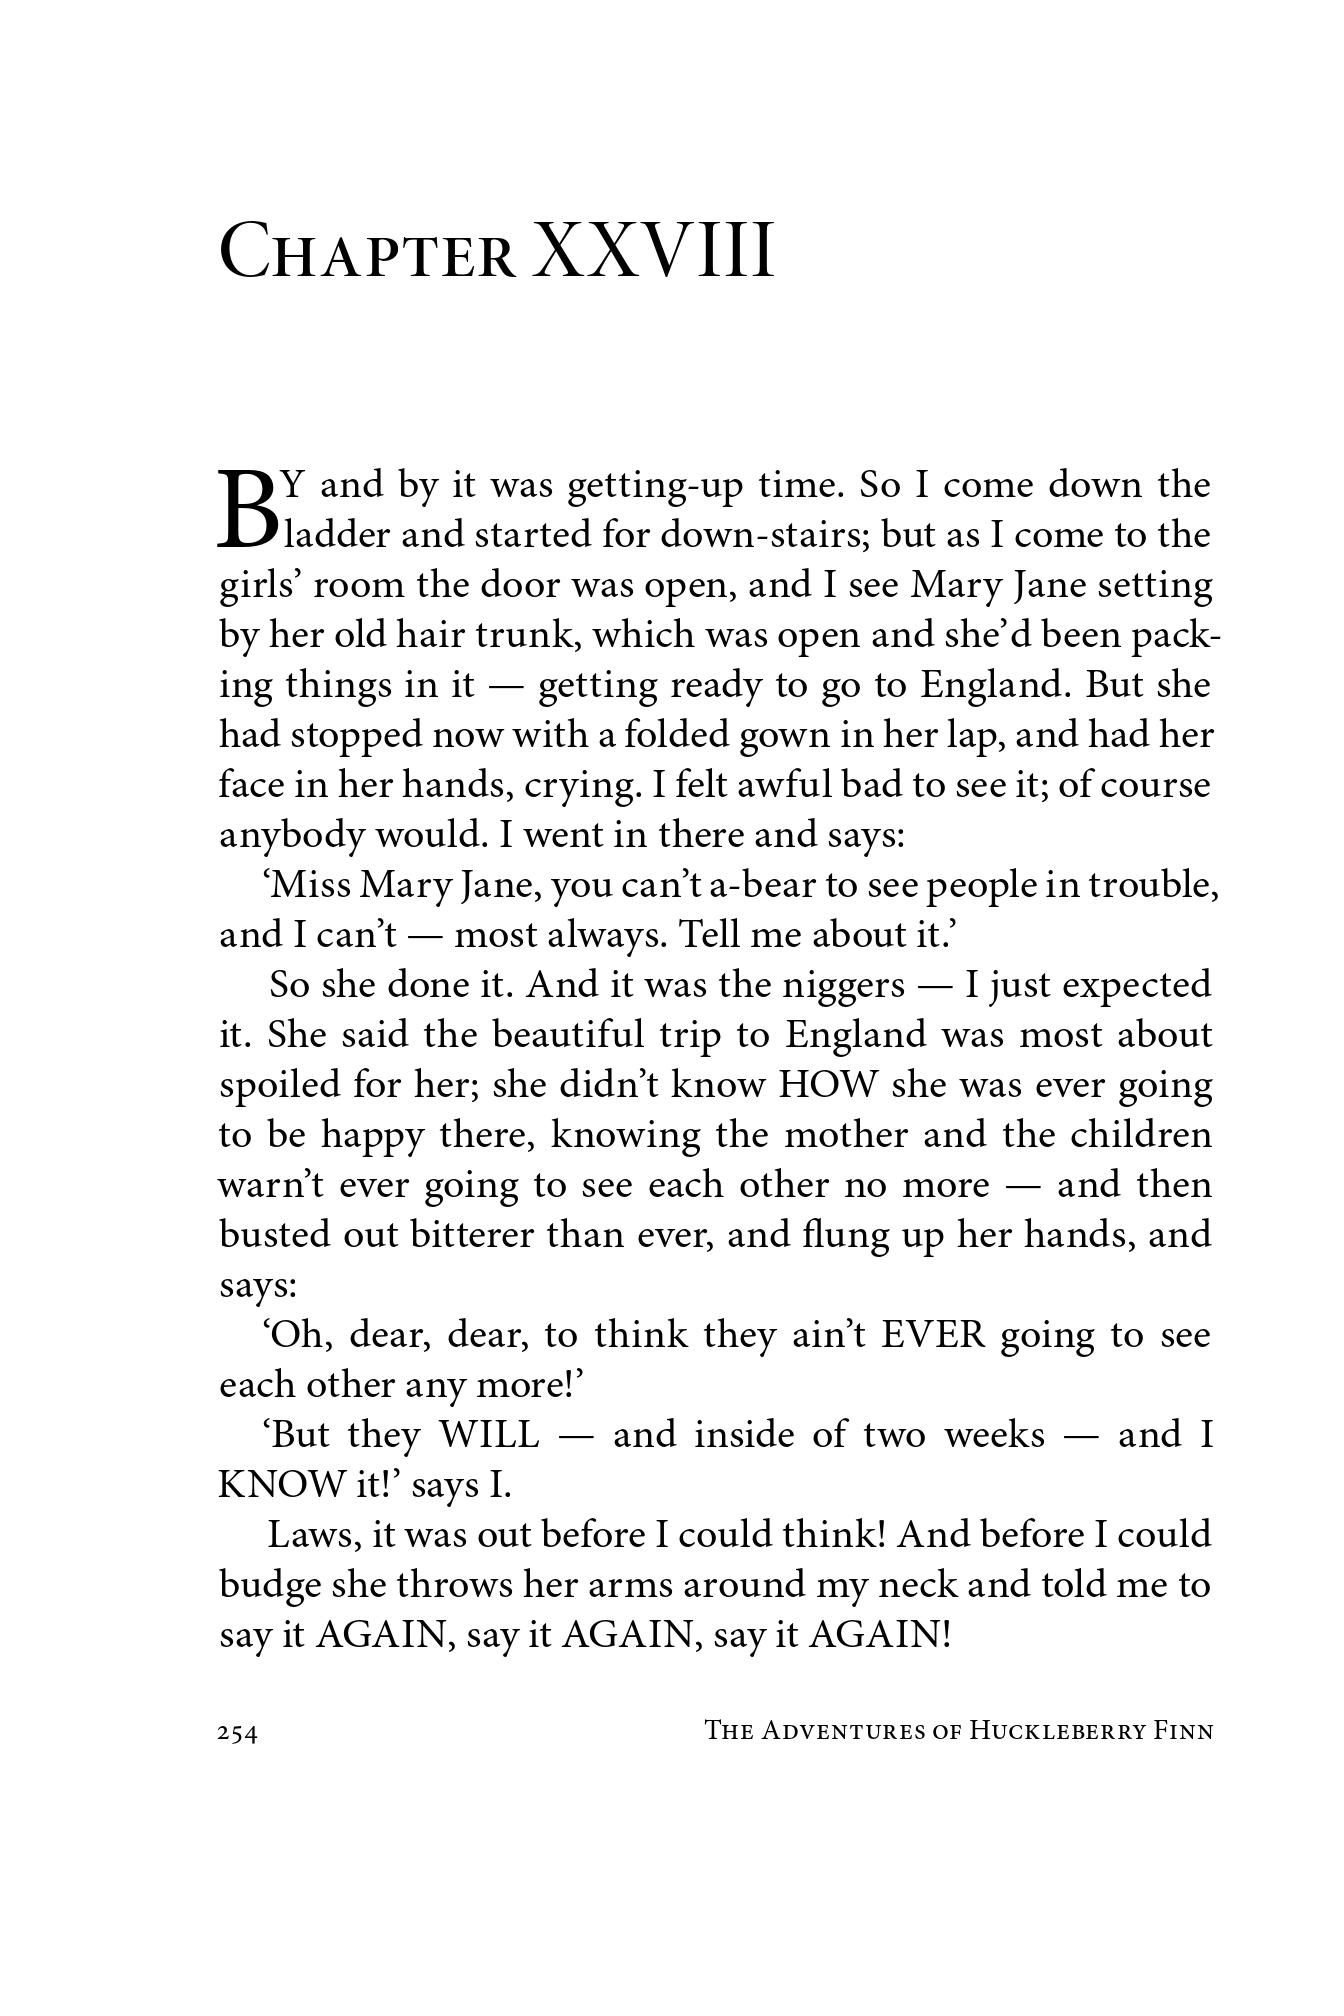 Chapter XXVIII
BY and by it was getting-up time. So I come down the
ladder and started for down-stairs; but as I come to the
girls’ room the door was open, and I see Mary Jane setting
by her old hair trunk, which was open and she’d been pack-
ing things in it — getting ready to go to England. But she
had stopped now with a folded gown in her lap, and had her
face in her hands, crying. I felt awful bad to see it; of course
anybody would. I went in there and says:
‘Miss Mary Jane, you can’t a-bear to see people in trouble,
and I can’t — most always. Tell me about it.’
So she done it. And it was the niggers — I just expected
it. She said the beautiful trip to England was most about
spoiled for her; she didn’t know HOW she was ever going
to be happy there, knowing the mother and the children
warn’t ever going to see each other no more — and then
busted out bitterer than ever, and flung up her hands, and
says:
‘Oh, dear, dear, to think they ain’t EVER going to see
each other any more!’
‘But they WILL — and inside of two weeks — and I
KNOW it!’ says I.
Laws, it was out before I could think! And before I could
budge she throws her arms around my neck and told me to
say it AGAIN, say it AGAIN, say it AGAIN!
254 The Adventures of Huckleberry Finn